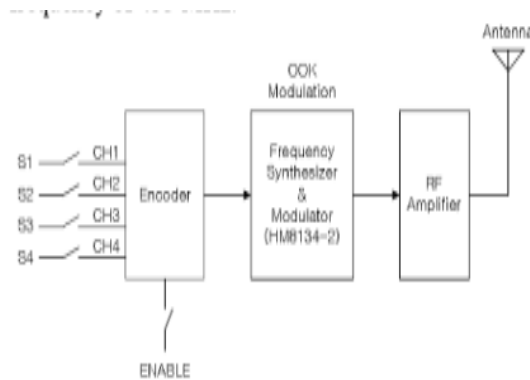 Antenna
OOK
Modulation
S1 CH1
S2 CH2
S3 CH3
S4 CH4
Encoder
Frequency
Synthesizer
&
Modulator
(HM8134-2)
RF
Amplifier
ENABLE